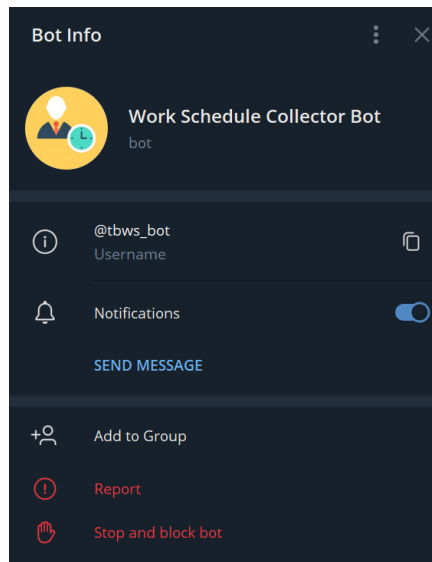 Bot Info
Work Schedule Collector Bot
bot
@tbws_bot
Username
Notifications
SEND MESSAGE
Add to Group
Report
Stop and block bot